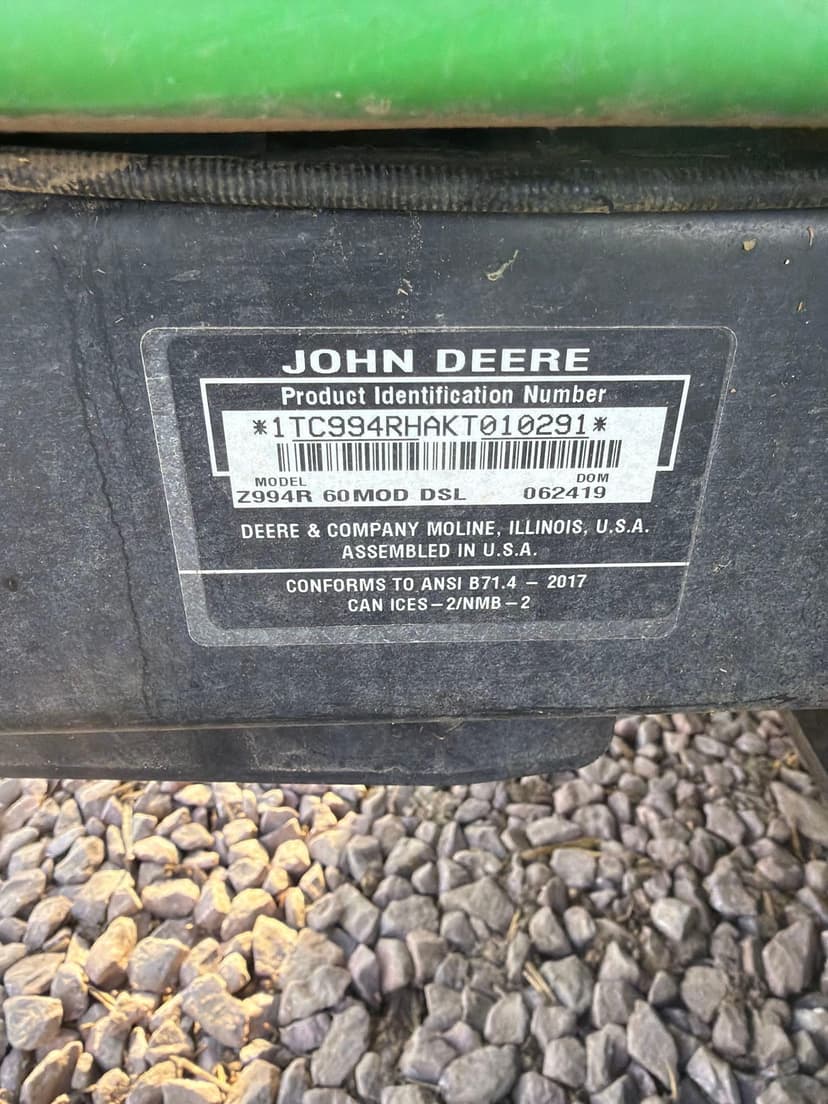 JOHN DEERE
Product Identification Number
*1TC994RHAKT010291*
MODEL DOM
Z994R 60MOD DSL 062419
DEERE & COMPANY MOLINE, ILLINOIS, U.S.A.
ASSEMBLED IN U.S.A.
CONFORMS TO ANSI B71.4 – 2017
CAN ICES–2/NMB–2